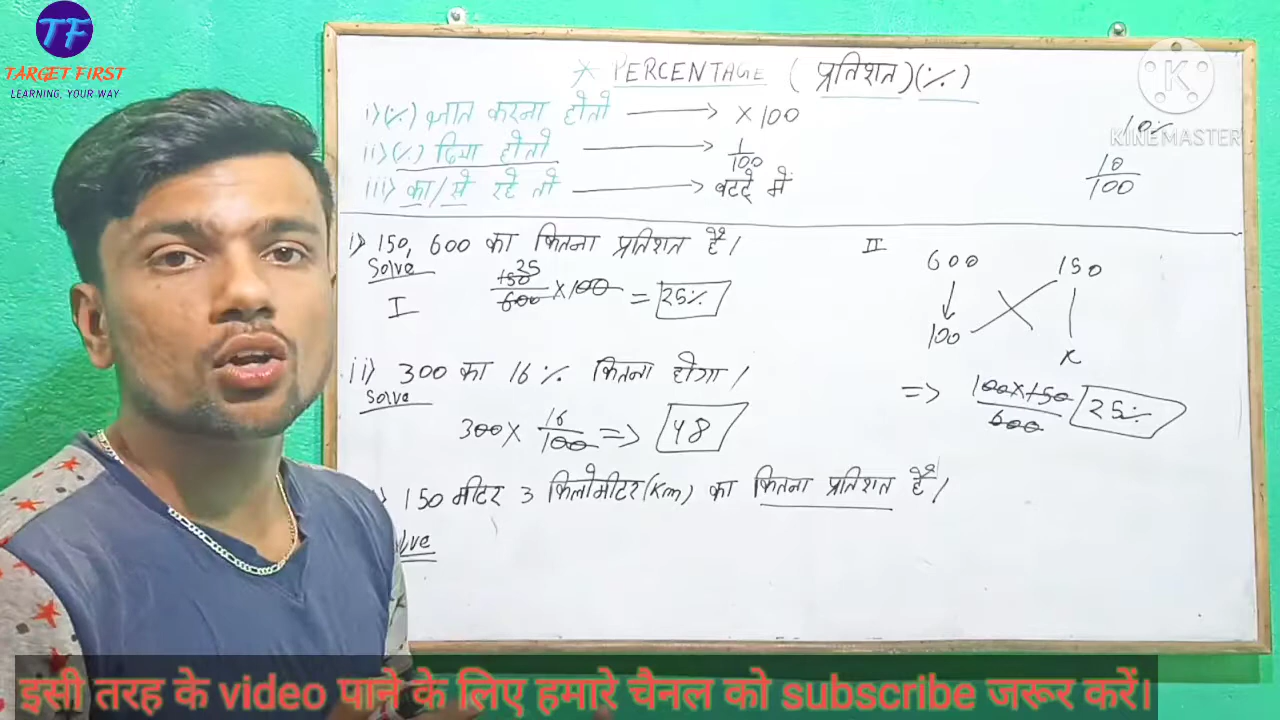 TF
TARGET FIRST
LEARNING, YOUR WAY
K
KINEMASTER
* PERCENTAGE (प्रतिशत)(%)
i) (%) ज्ञात करना हो तो → ×100
ii) (%) दिया हो तो → 1/100
iii) का/से रहे तो → बटटे में
10%
10/100
i) 150, 600 का कितना प्रतिशत है।
Solve
I
25
150/600 × 100 = 25%
II
600 150
100 x
=> 100×150/600 25%
ii) 300 का 16% कितना होगा।
Solve
300 × 16/100 => 48
) 150 मीटर 3 किलोमीटर (Km) का कितना प्रतिशत है।
lve
इसी तरह के video पाने के लिए हमारे चैनल को subscribe जरूर करें।